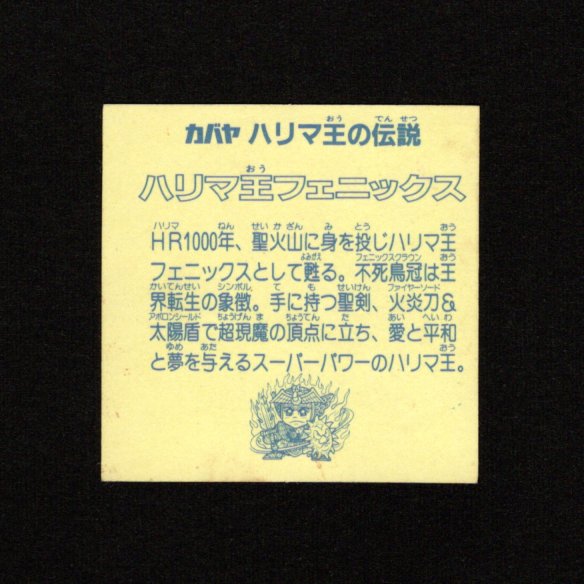 カバヤ ハリマ王の伝説
ハリマ王フェニックス
HR1000年、聖火山に身を投じハリマ王
フェニックスとして甦る。不死鳥冠は王
界転生の象徴。手に持つ聖剣、火炎刀&
太陽盾で超現魔の頂点に立ち、愛と平和
と夢を与えるスーパーパワーのハリマ王。